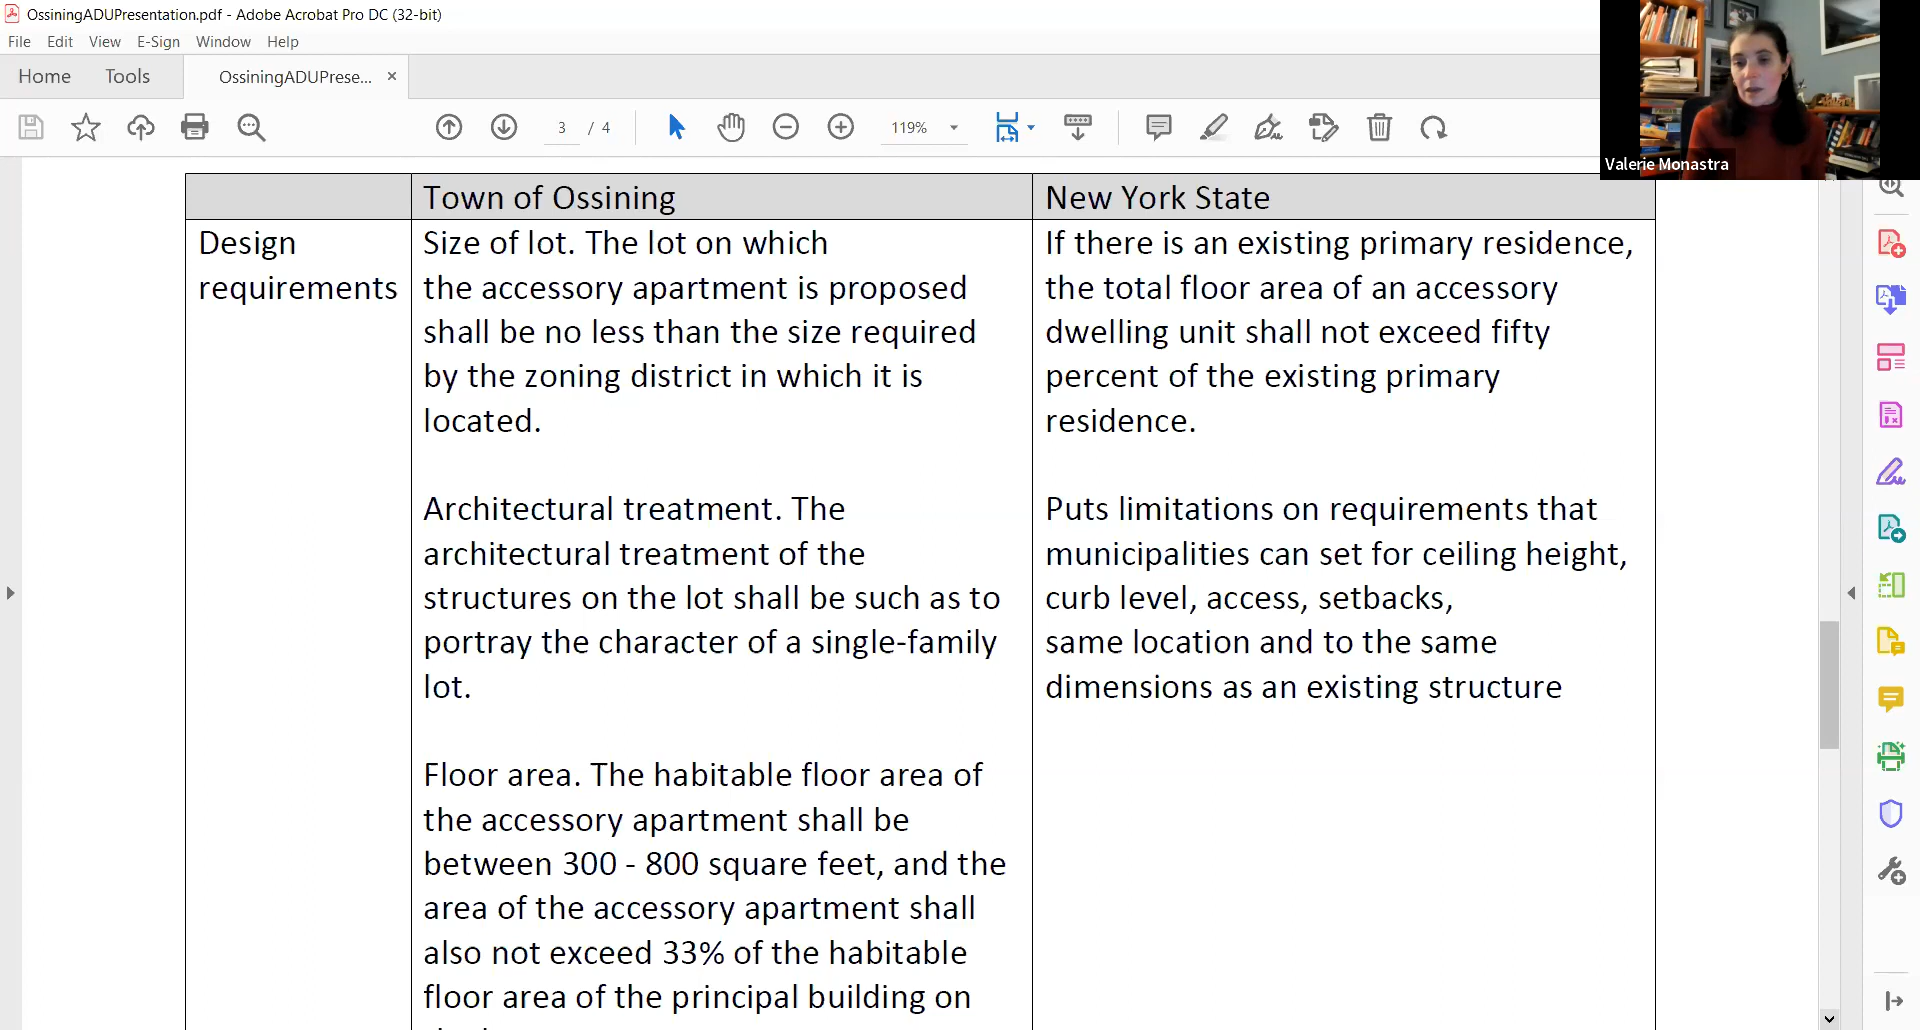 OssiningADUPresentation.pdf - Adobe Acrobat Pro DC (32-bit)
File Edit View E-Sign Window Help
Home Tools OssiningADUPrese... ×
3 / 4 119%
Valerie Monastra
Town of Ossining New York State
Design
requirements
Size of lot. The lot on which
the accessory apartment is proposed
shall be no less than the size required
by the zoning district in which it is
located.
Architectural treatment. The
architectural treatment of the
structures on the lot shall be such as to
portray the character of a single-family
lot.
Floor area. The habitable floor area of
the accessory apartment shall be
between 300 - 800 square feet, and the
area of the accessory apartment shall
also not exceed 33% of the habitable
floor area of the principal building on
If there is an existing primary residence,
the total floor area of an accessory
dwelling unit shall not exceed fifty
percent of the existing primary
residence.
Puts limitations on requirements that
municipalities can set for ceiling height,
curb level, access, setbacks,
same location and to the same
dimensions as an existing structure